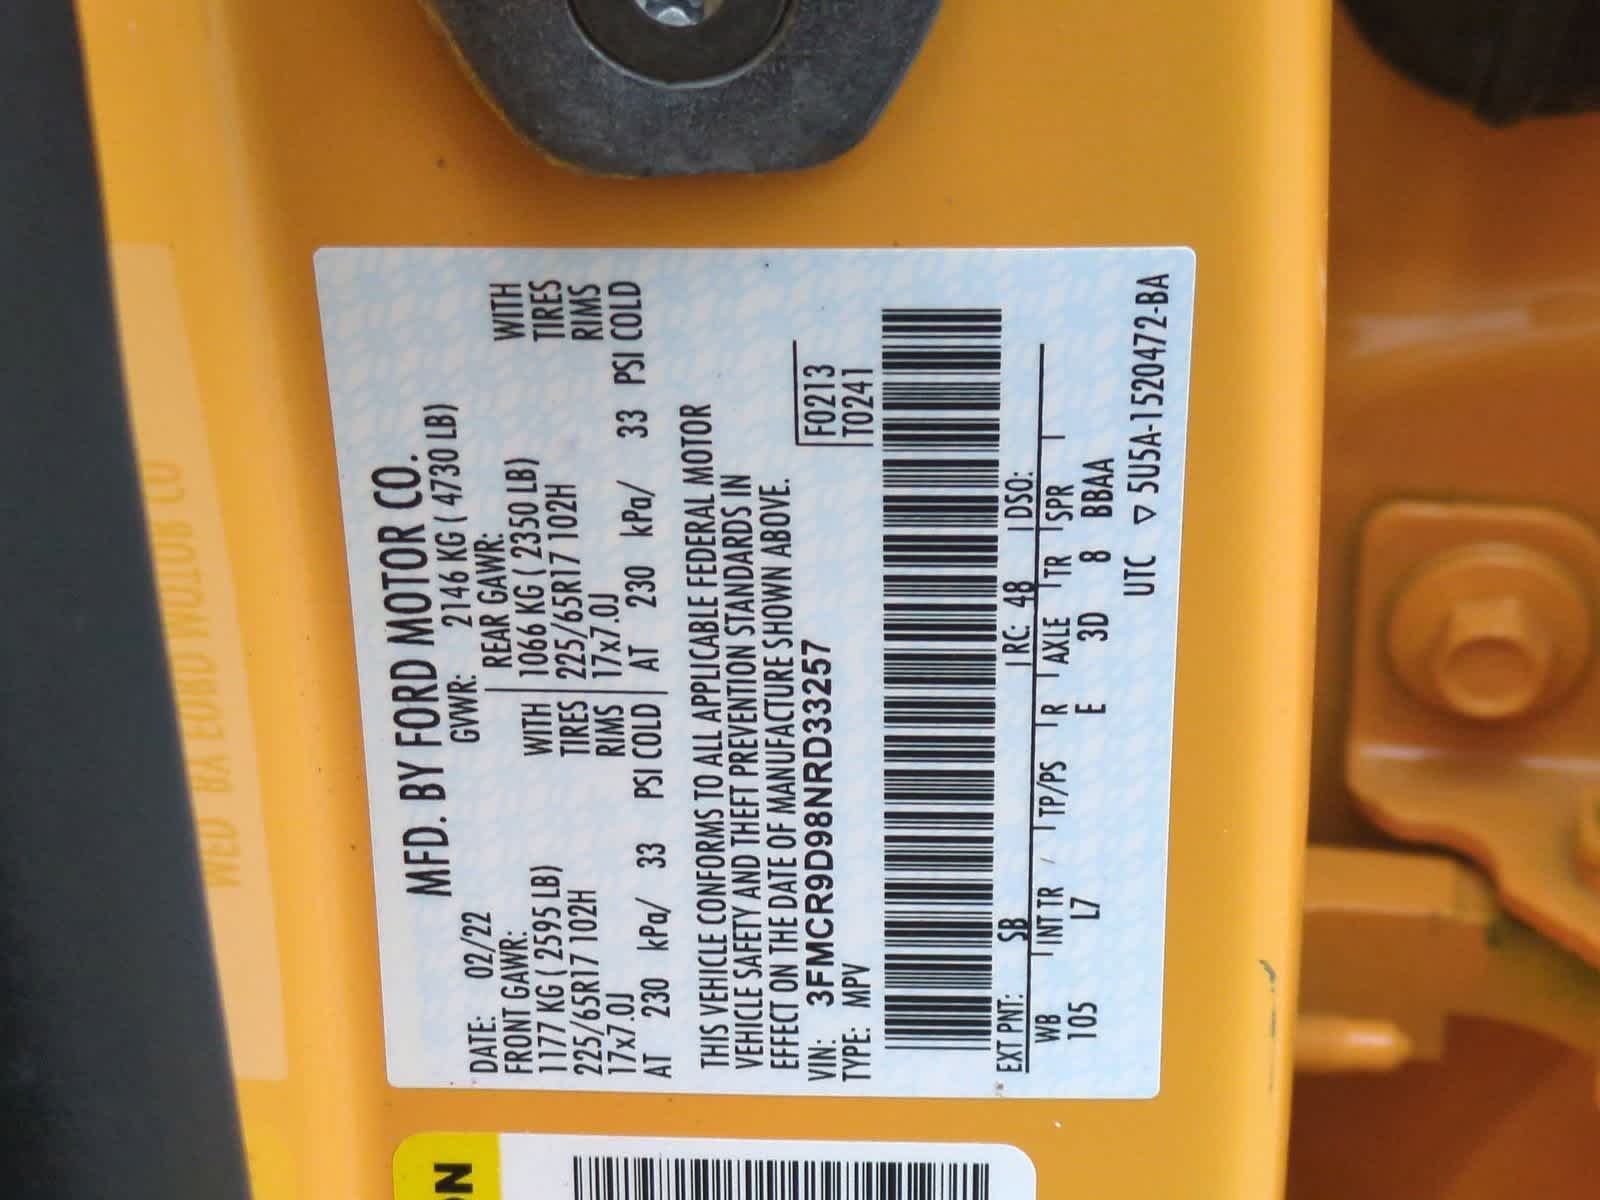 MFD. BY FORD MOTOR CO.
DATE: 02/22 GVWR: 2146 KG ( 4730 LB)
FRONT GAWR: REAR GAWR:
1177 KG ( 2595 LB) WITH 1066 KG ( 2350 LB) WITH
225/65R17 102H TIRES 225/65R17 102H TIRES
17x7.0J RIMS 17x7.0J RIMS
AT 230 kPa/ 33 PSI COLD AT 230 kPa/ 33 PSI COLD
THIS VEHICLE CONFORMS TO ALL APPLICABLE FEDERAL MOTOR
VEHICLE SAFETY AND THEFT PREVENTION STANDARDS IN
EFFECT ON THE DATE OF MANUFACTURE SHOWN ABOVE.
VIN: 3FMCR9D98NRD33257 F0213
TYPE: MPV T0241
EXT PNT: SB RC: 48 DSO:
WB INT TR / TP/PS R AXLE TR SPR
105 L7 E 3D 8 BBAA
UTC ▽ 5U5A-1520472-BA